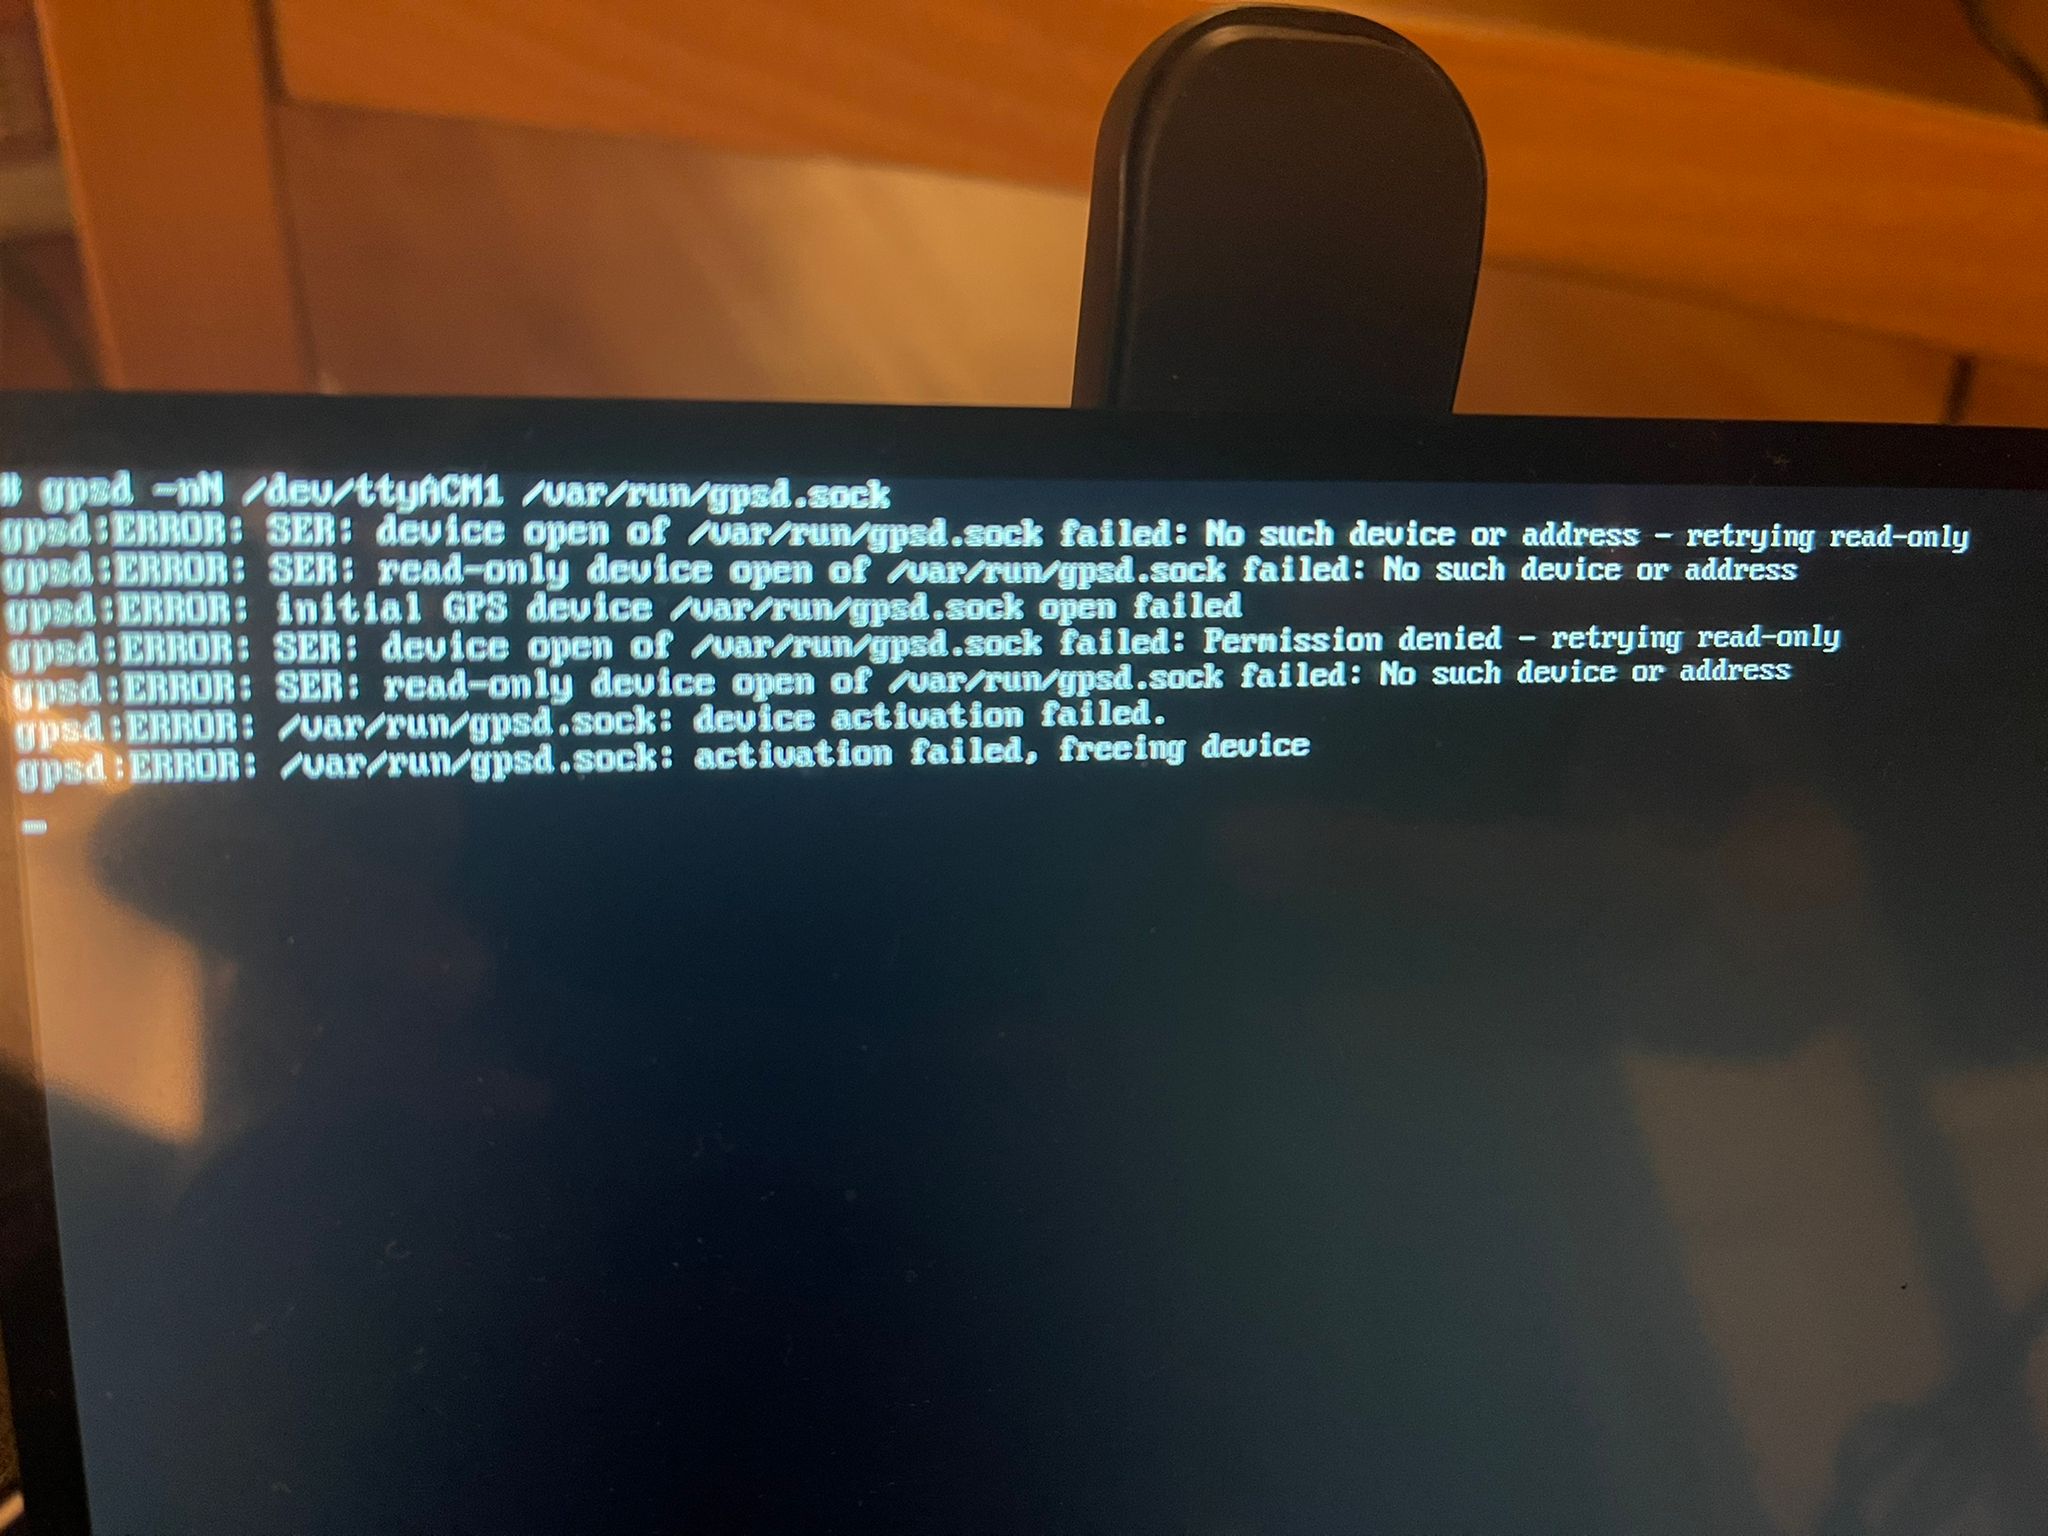 # gpsd -nN /dev/ttyACM1 /var/run/gpsd.sock
gpsd:ERROR: SER: device open of /var/run/gpsd.sock failed: No such device or address - retrying read-only
gpsd:ERROR: SER: read-only device open of /var/run/gpsd.sock failed: No such device or address
gpsd:ERROR: initial GPS device /var/run/gpsd.sock open failed
gpsd:ERROR: SER: device open of /var/run/gpsd.sock failed: Permission denied - retrying read-only
gpsd:ERROR: SER: read-only device open of /var/run/gpsd.sock failed: No such device or address
gpsd:ERROR: /var/run/gpsd.sock: device activation failed.
gpsd:ERROR: /var/run/gpsd.sock: activation failed, freeing device